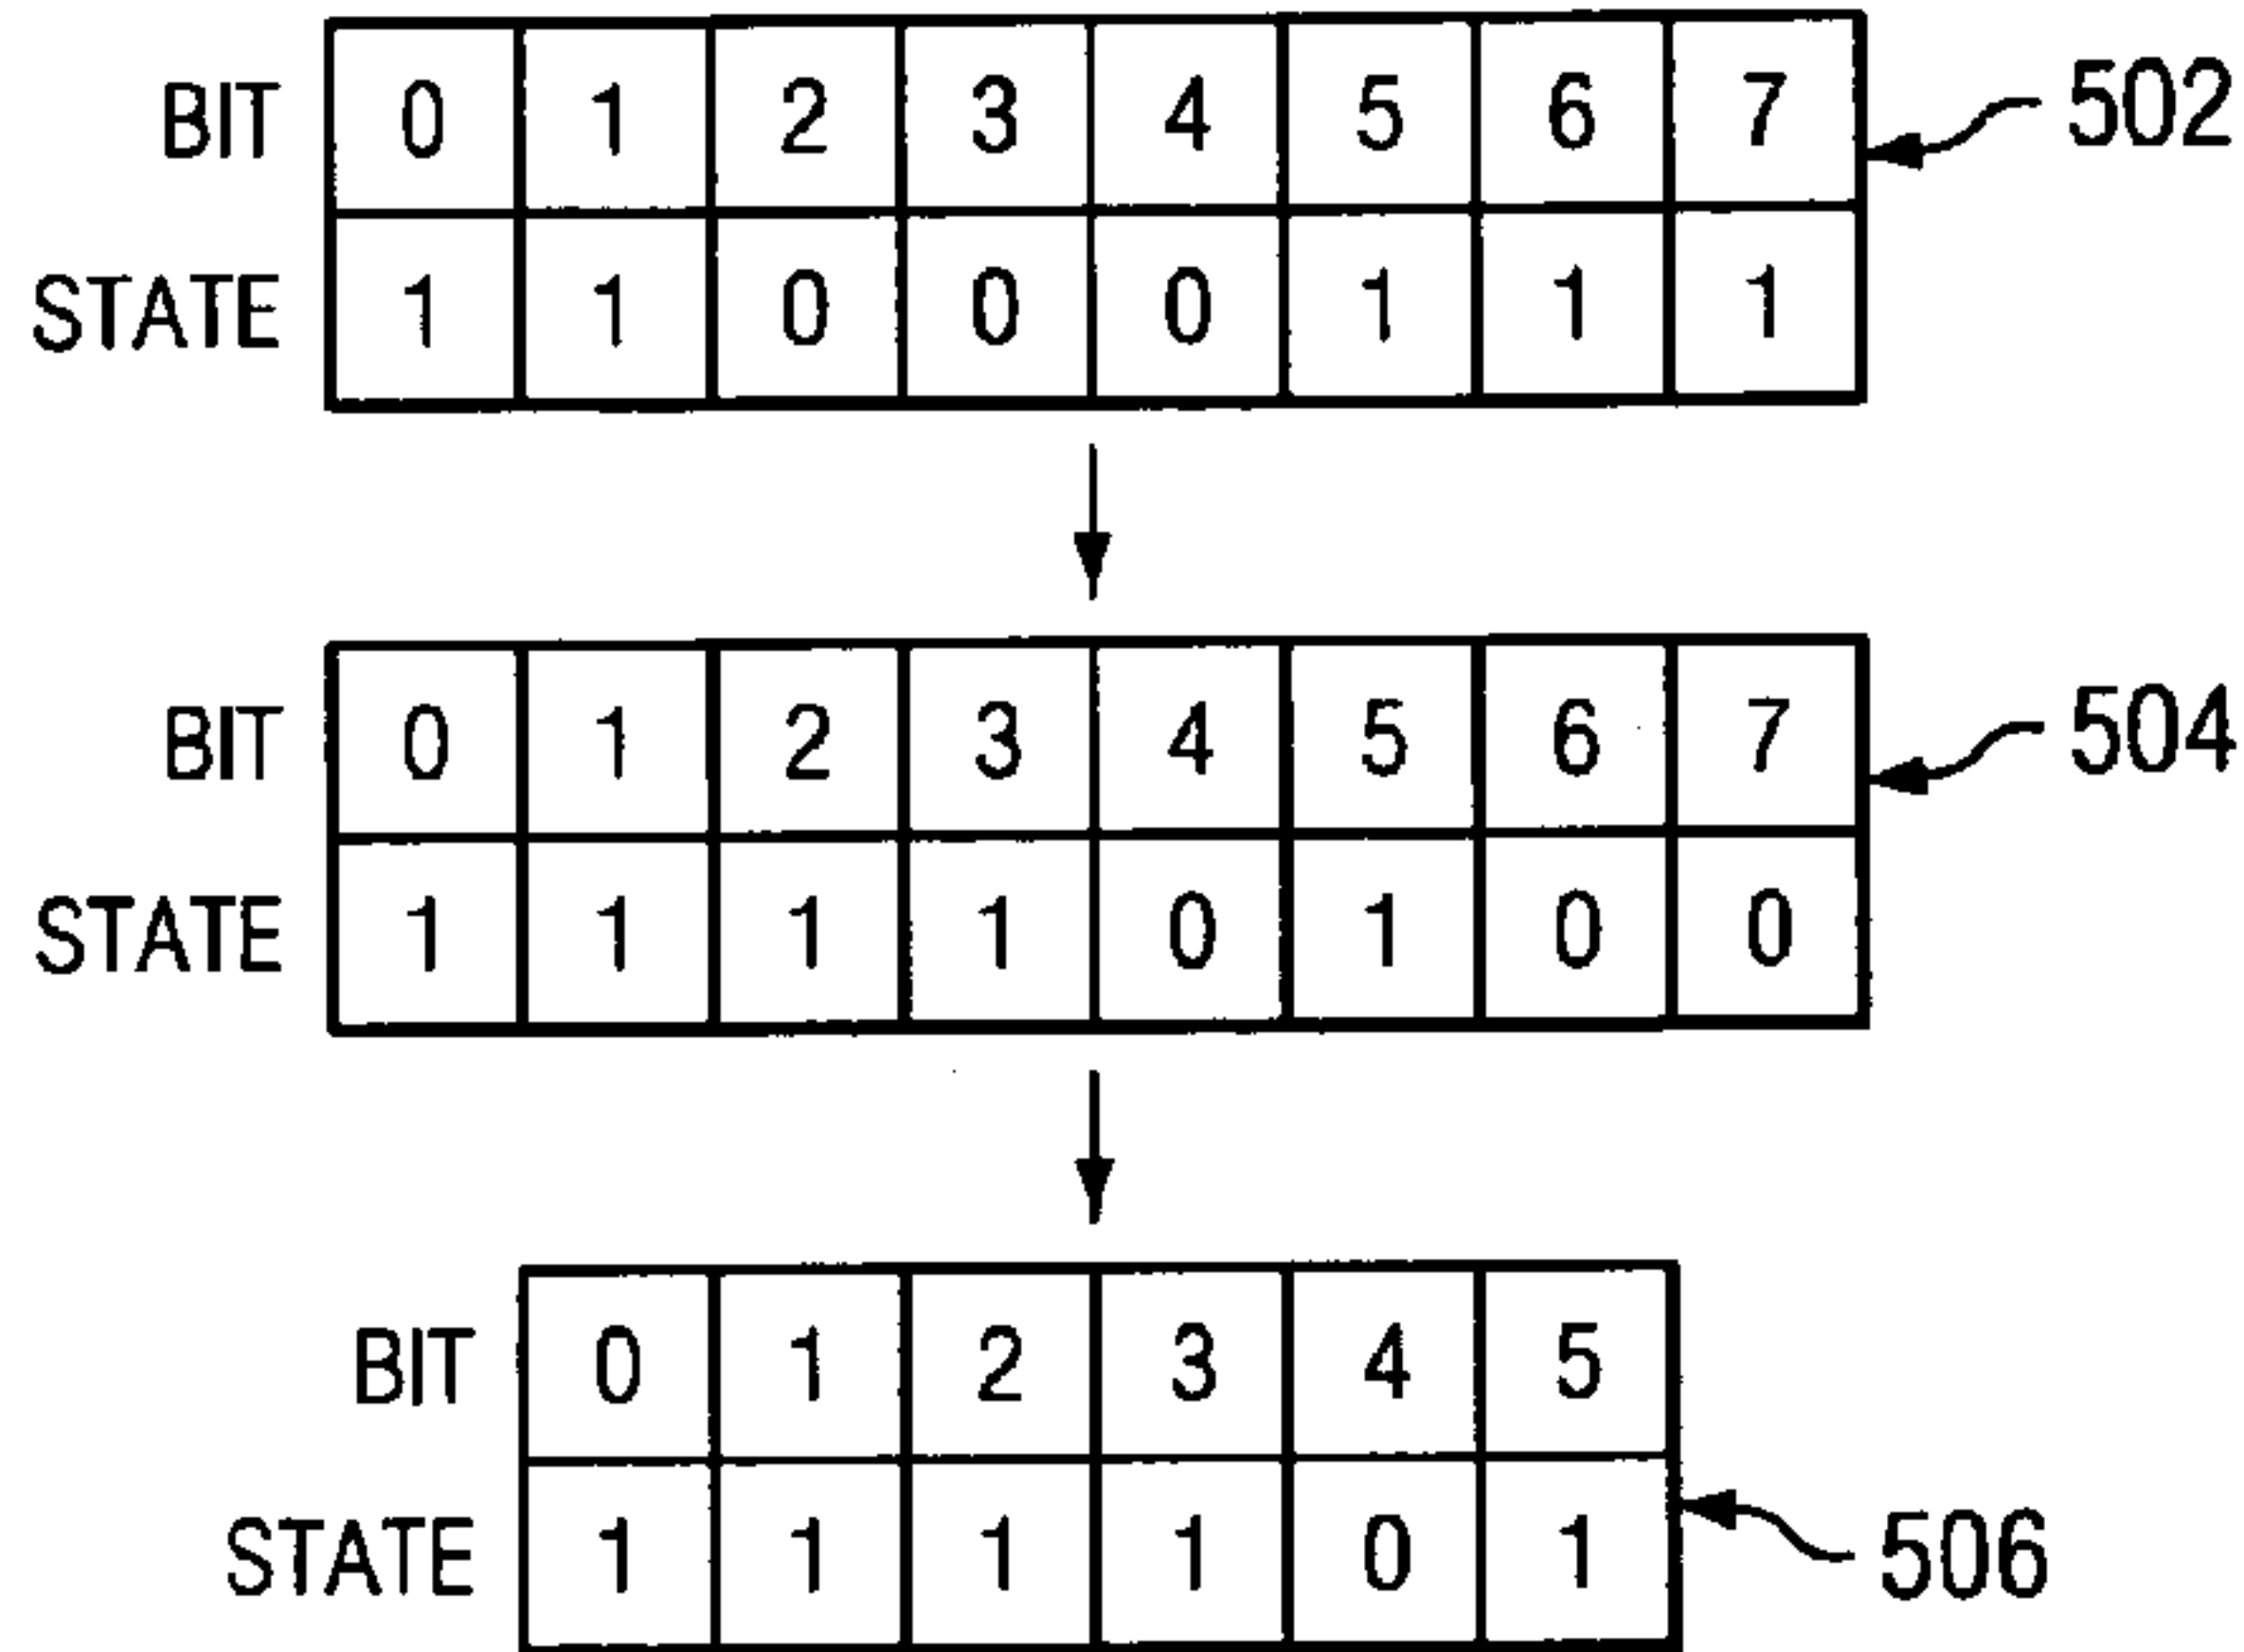 BIT 0 1 2 3 4 5 6 7 502
STATE 1 1 0 0 0 1 1 1
BIT 0 1 2 3 4 5 6 7 504
STATE 1 1 1 1 0 1 0 0
BIT 0 1 2 3 4 5
STATE 1 1 1 1 0 1 506